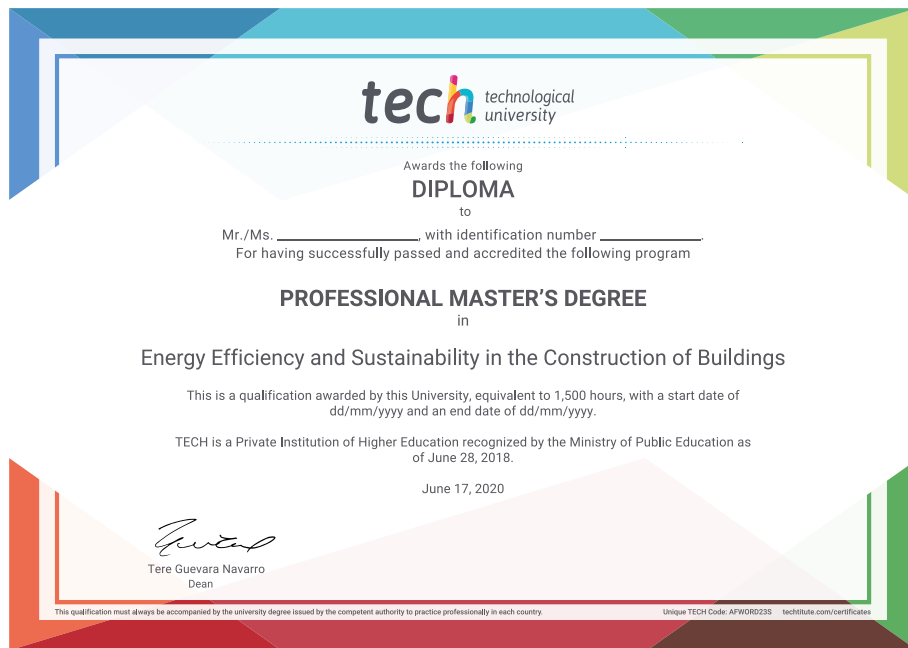 tech technological
university
Awards the following
DIPLOMA
to
Mr./Ms. ____________________, with identification number ______________.
For having successfully passed and accredited the following program
PROFESSIONAL MASTER'S DEGREE
in
Energy Efficiency and Sustainability in the Construction of Buildings
This is a qualification awarded by this University, equivalent to 1,500 hours, with a start date of
dd/mm/yyyy and an end date of dd/mm/yyyy.
TECH is a Private Institution of Higher Education recognized by the Ministry of Public Education as
of June 28, 2018.
June 17, 2020
Tere Guevara Navarro
Dean
This qualification must always be accompanied by the university degree issued by the competent authority to practice professionally in each country.
Unique TECH Code: AFWORD23S techtitute.com/certificates